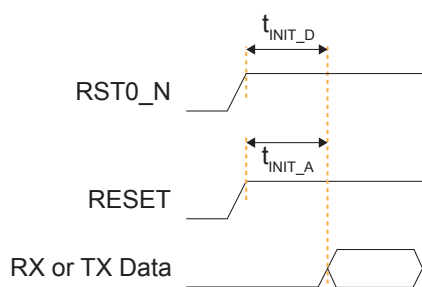 tINIT_D
RST0_N
tINIT_A
RESET
RX or TX Data